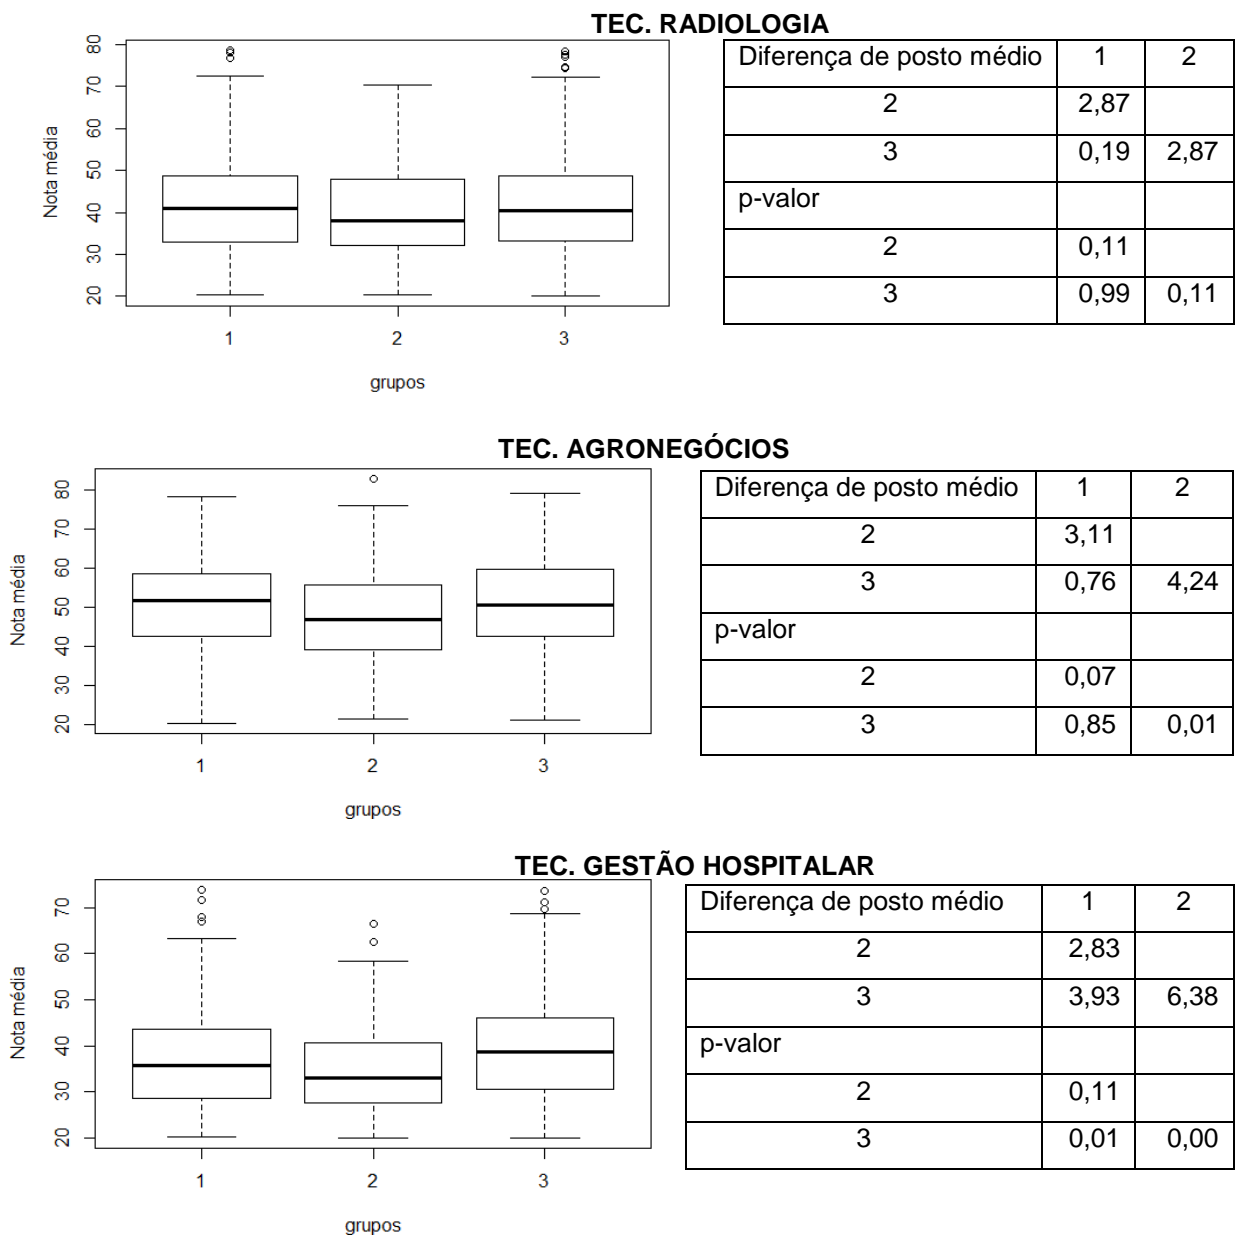 TEC. RADIOLOGIA
80
70
60
50
40
30
20
Nota média
1 2 3
grupos
Diferença de posto médio 1 2
2 2,87
3 0,19 2,87
p-valor
2 0,11
3 0,99 0,11
TEC. AGRONEGÓCIOS
80
70
60
50
40
30
20
Nota média
1 2 3
grupos
Diferença de posto médio 1 2
2 3,11
3 0,76 4,24
p-valor
2 0,07
3 0,85 0,01
TEC. GESTÃO HOSPITALAR
70
60
50
40
30
20
Nota média
1 2 3
grupos
Diferença de posto médio 1 2
2 2,83
3 3,93 6,38
p-valor
2 0,11
3 0,01 0,00